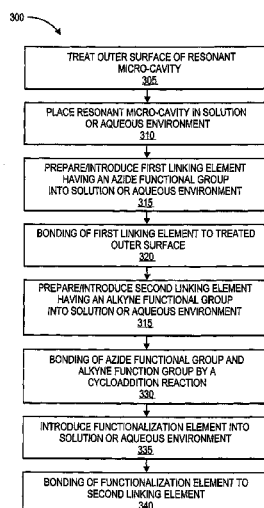 300
TREAT OUTER SURFACE OF RESONANT
MICRO-CAVITY
305
PLACE RESONANT MICRO-CAVITY IN SOLUTION
OR AQUEOUS ENVIRONMENT
310
PREPARE/INTRODUCE FIRST LINKING ELEMENT
HAVING AN AZIDE FUNCTIONAL GROUP
INTO SOLUTION OR AQUEOUS ENVIRONMENT
315
BONDING OF FIRST LINKING ELEMENT TO TREATED
OUTER SURFACE
320
PREPARE/INTRODUCE SECOND LINKING ELEMENT
HAVING AN ALKYNE FUNCTIONAL GROUP
INTO SOLUTION OR AQUEOUS ENVIRONMENT
315
BONDING OF AZIDE FUNCTIONAL GROUP AND
ALKYNE FUNCTION GROUP BY A
CYCLOADDITION REACTION
330
INTRODUCE FUNCTIONALIZATION ELEMENT INTO
SOLUTION OR AQUEOUS ENVIRONMENT
335
BONDING OF FUNCTIONALIZATION ELEMENT TO
SECOND LINKING ELEMENT
340